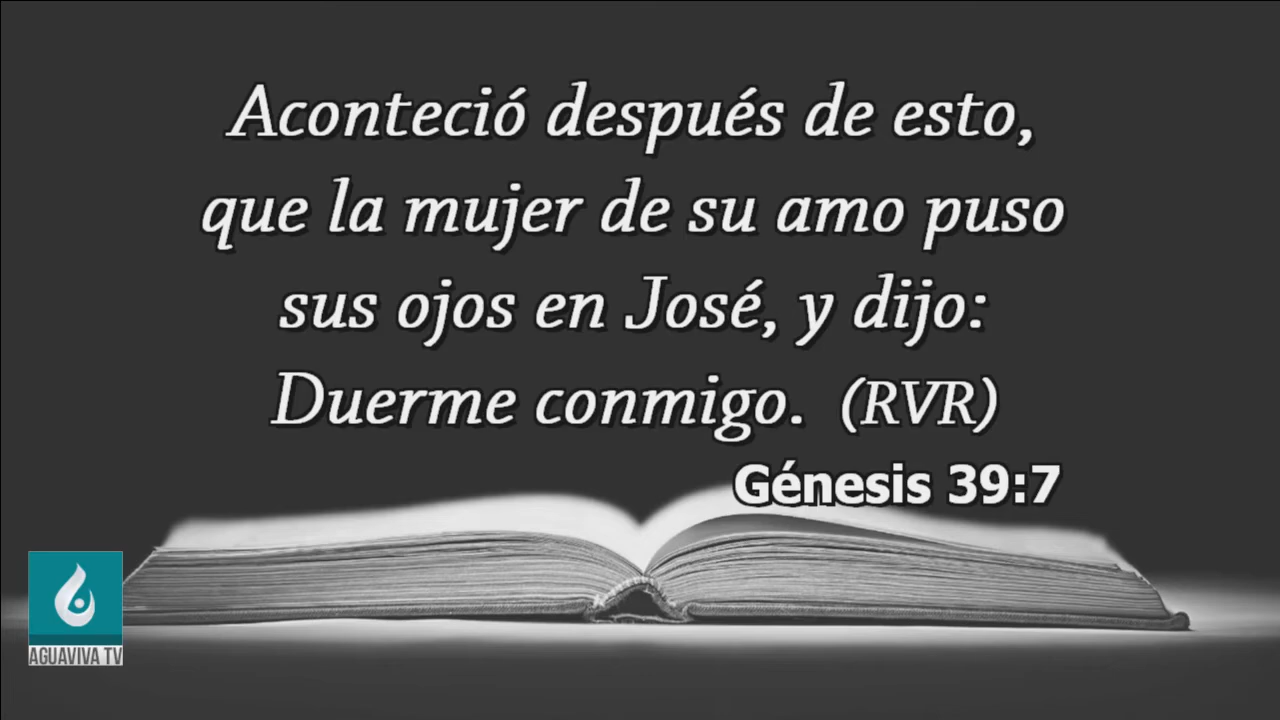 Aconteció después de esto,
que la mujer de su amo puso
sus ojos en José, y dijo:
Duerme conmigo. (RVR)
Génesis 39:7
AGUAVIVA TV